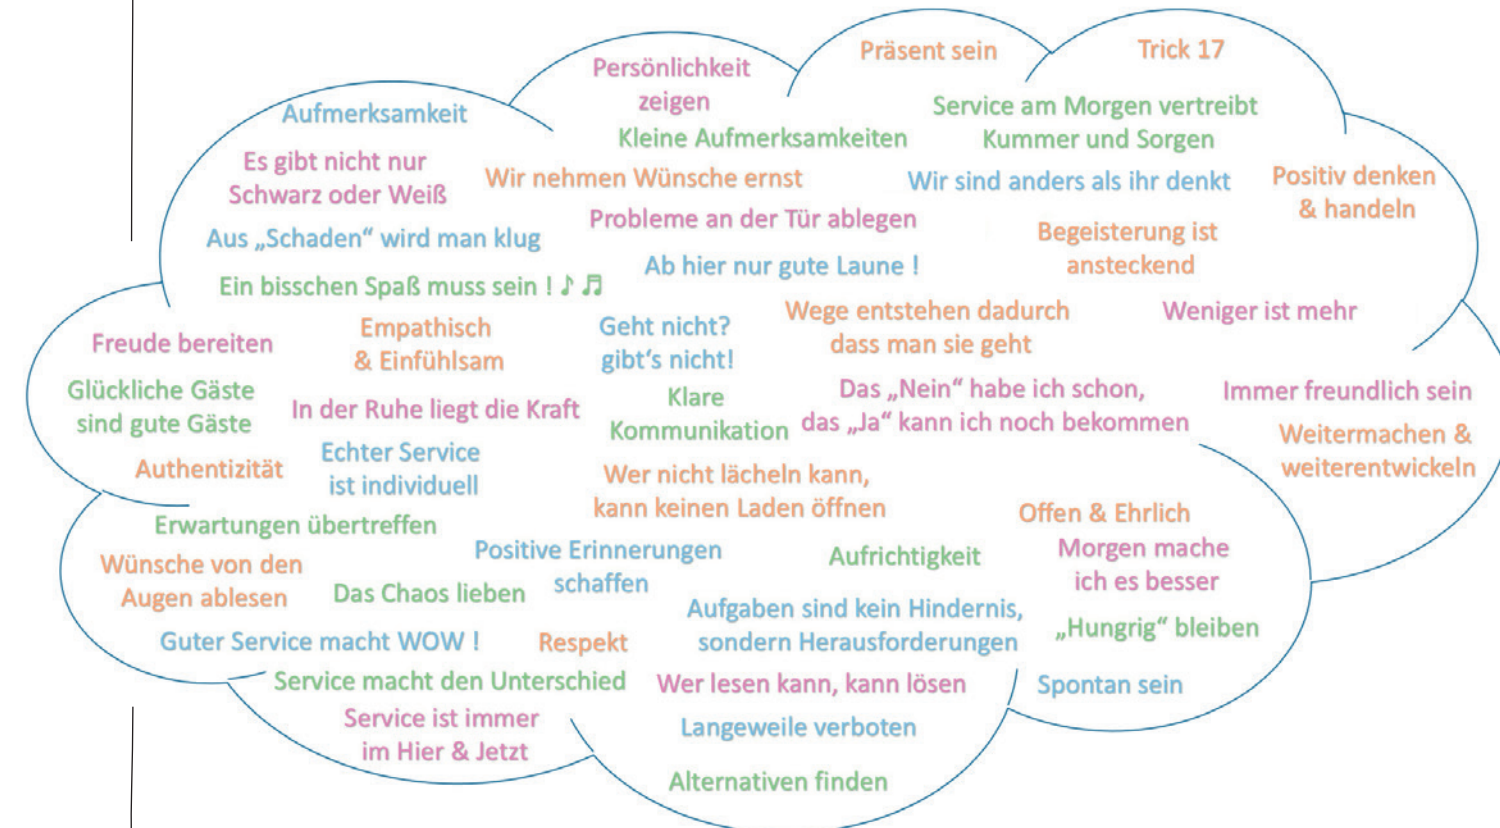 Präsent sein
Trick 17
Persönlichkeit
zeigen
Aufmerksamkeit
Service am Morgen vertreibt
Kummer und Sorgen
Kleine Aufmerksamkeiten
Es gibt nicht nur
Schwarz oder Weiß
Wir nehmen Wünsche ernst
Wir sind anders als ihr denkt
Positiv denken
& handeln
Probleme an der Tür ablegen
Aus „Schaden“ wird man klug
Begeisterung ist
ansteckend
Ab hier nur gute Laune !
Ein bisschen Spaß muss sein ! ♪ ♬
Wege entstehen dadurch
dass man sie geht
Weniger ist mehr
Freude bereiten
Empathisch
& Einfühlsam
Geht nicht?
gibt‘s nicht!
Glückliche Gäste
sind gute Gäste
In der Ruhe liegt die Kraft
Klare
Kommunikation
Das „Nein“ habe ich schon,
das „Ja“ kann ich noch bekommen
Immer freundlich sein
Weitermachen &
weiterentwickeln
Authentizität
Echter Service
ist individuell
Wer nicht lächeln kann,
kann keinen Laden öffnen
Offen & Ehrlich
Erwartungen übertreffen
Positive Erinnerungen
schaffen
Aufrichtigkeit
Morgen mache
ich es besser
Wünsche von den
Augen ablesen
Das Chaos lieben
Aufgaben sind kein Hindernis,
sondern Herausforderungen
„Hungrig“ bleiben
Guter Service macht WOW !
Respekt
Service macht den Unterschied
Wer lesen kann, kann lösen
Spontan sein
Service ist immer
im Hier & Jetzt
Langeweile verboten
Alternativen finden